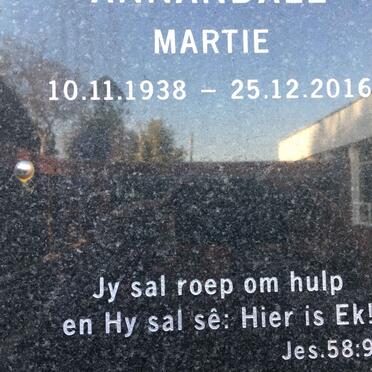 ANNANDALE
MARTIE
10.11.1938 – 25.12.2016
Jy sal roep om hulp
en Hy sal sê: Hier is Ek!
Jes.58:9